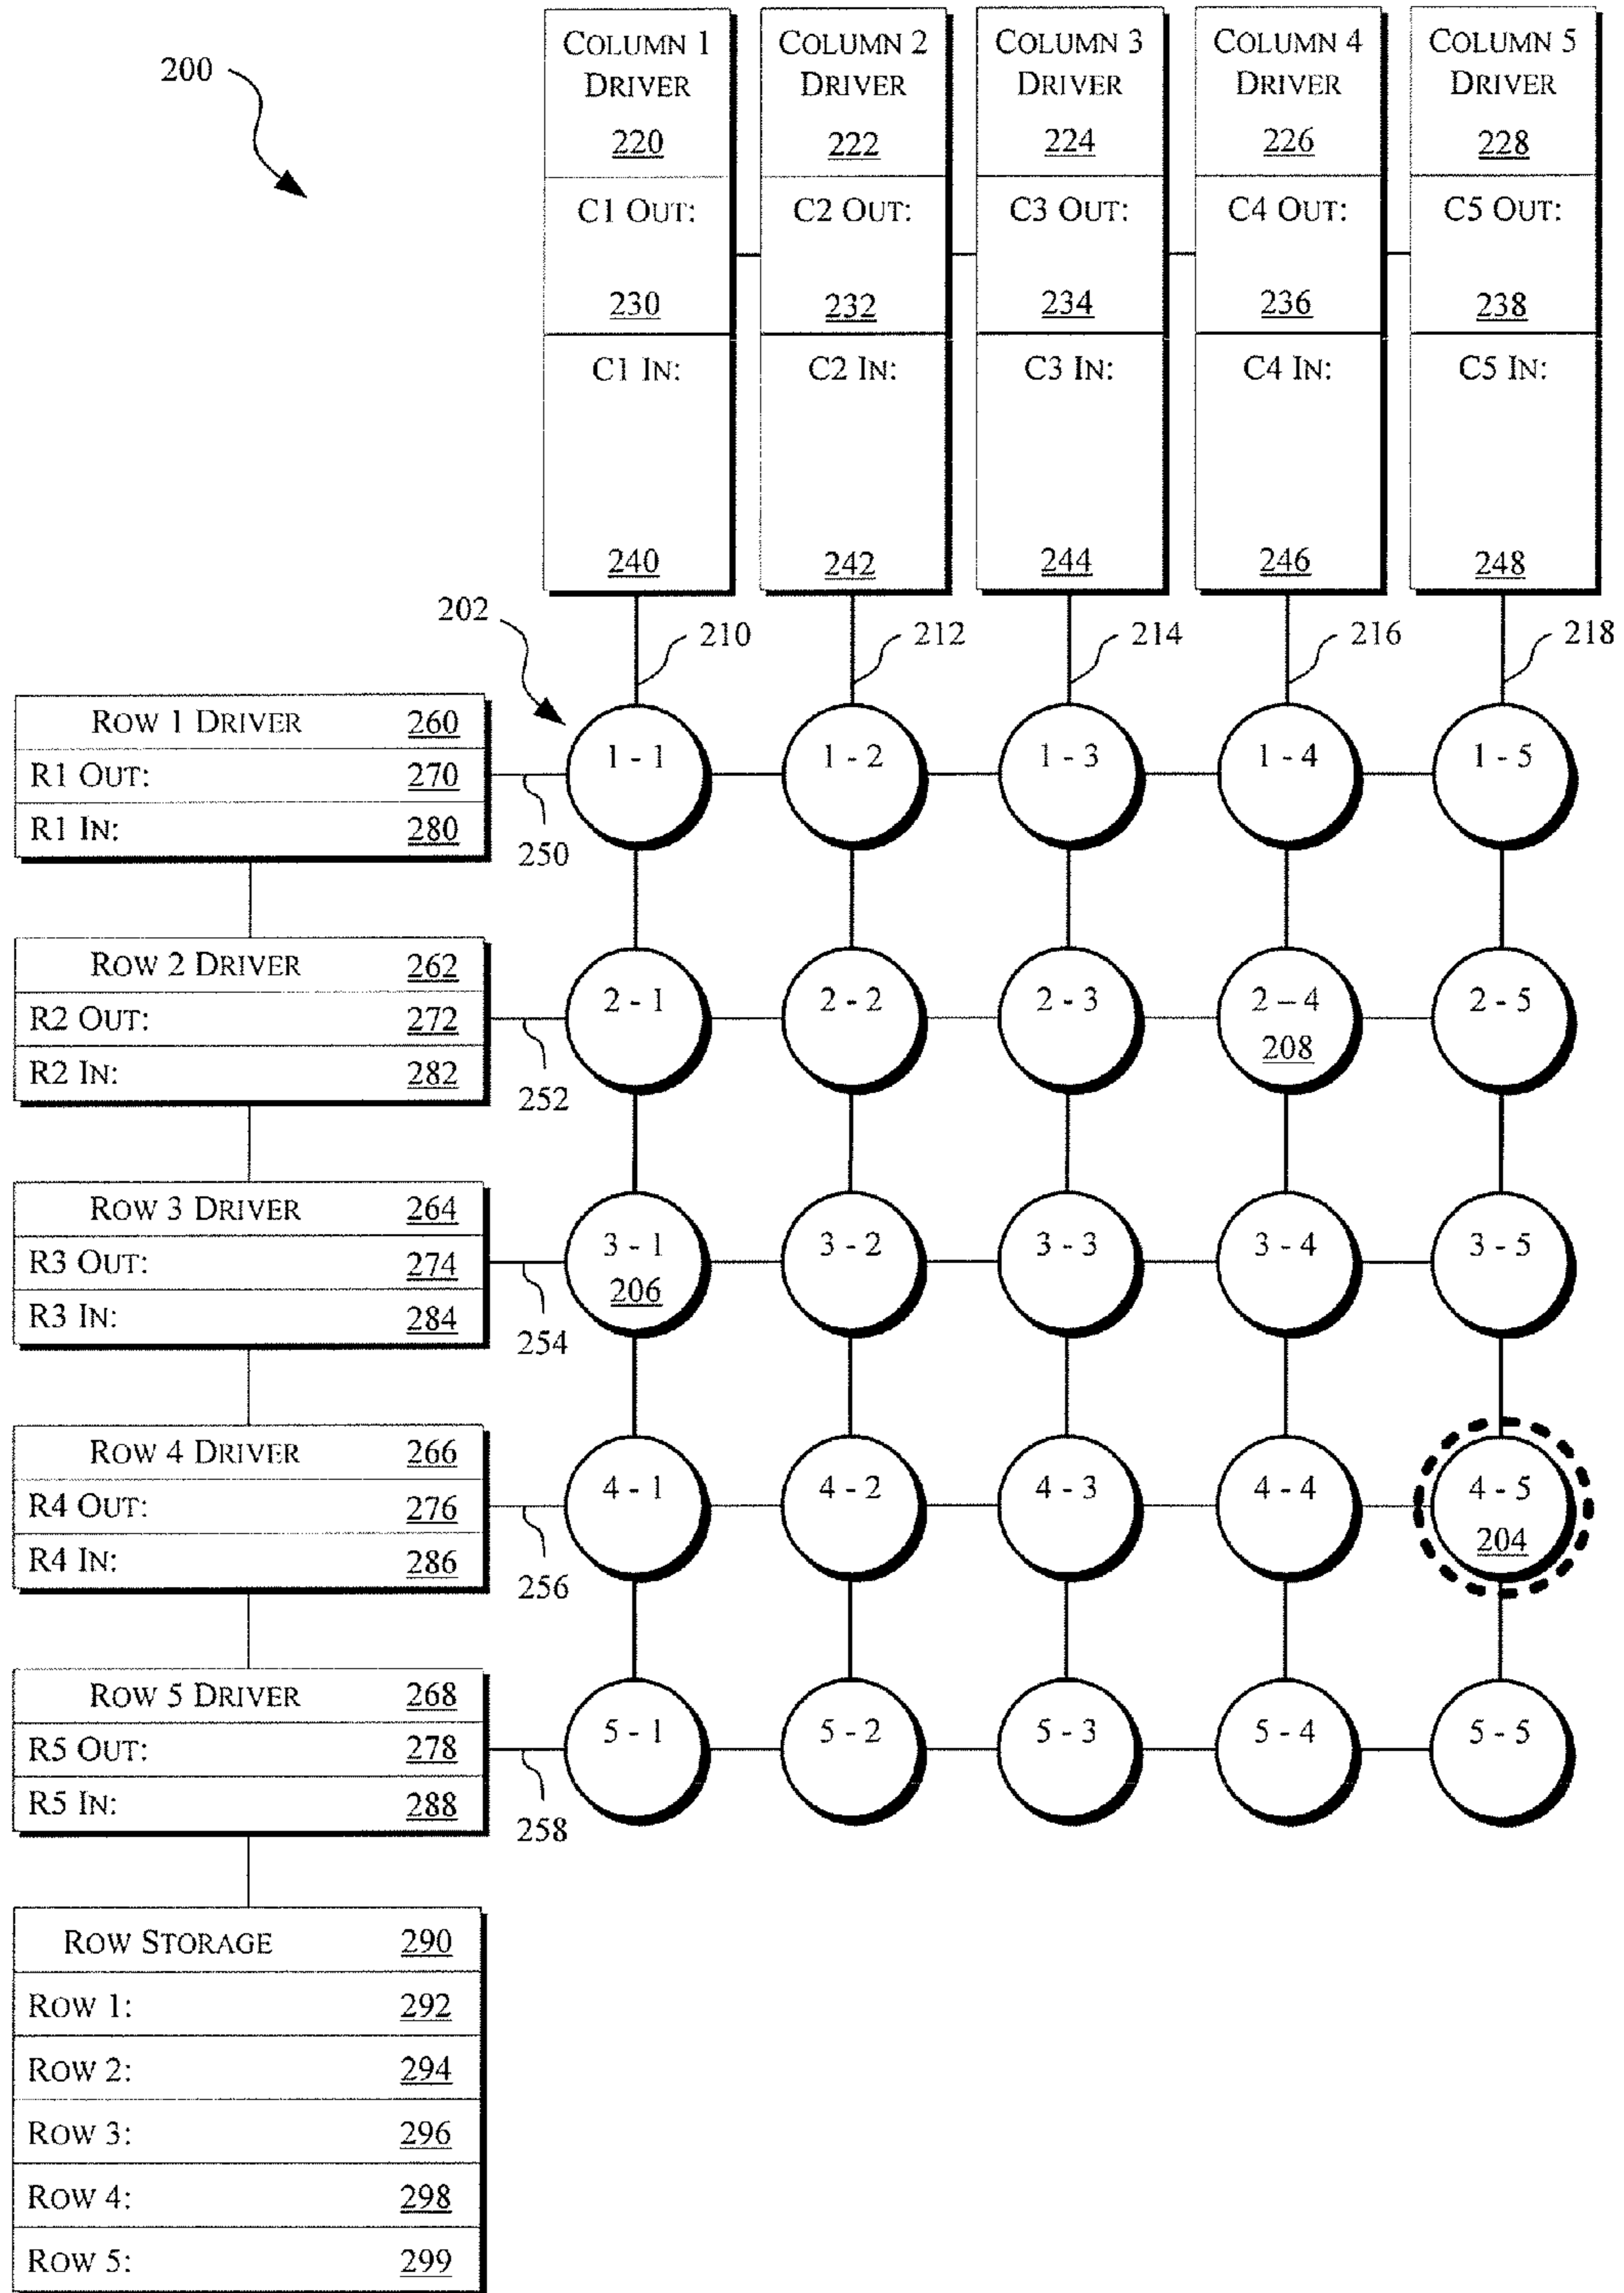 200
COLUMN 1 DRIVER 220
C1 OUT: 230
C1 IN: 240
COLUMN 2 DRIVER 222
C2 OUT: 232
C2 IN: 242
COLUMN 3 DRIVER 224
C3 OUT: 234
C3 IN: 244
COLUMN 4 DRIVER 226
C4 OUT: 236
C4 IN: 246
COLUMN 5 DRIVER 228
C5 OUT: 238
C5 IN: 248
202
210 212 214 216 218
ROW 1 DRIVER 260
R1 OUT: 270
R1 IN: 280
250
1 - 1 1 - 2 1 - 3 1 - 4 1 - 5
ROW 2 DRIVER 262
R2 OUT: 272
R2 IN: 282
252
2 - 1 2 - 2 2 - 3 2 – 4 2 - 5
208
ROW 3 DRIVER 264
R3 OUT: 274
R3 IN: 284
254
3 - 1 3 - 2 3 - 3 3 - 4 3 - 5
206
ROW 4 DRIVER 266
R4 OUT: 276
R4 IN: 286
256
4 - 1 4 - 2 4 - 3 4 - 4 4 - 5
204
ROW 5 DRIVER 268
R5 OUT: 278
R5 IN: 288
258
5 - 1 5 - 2 5 - 3 5 - 4 5 - 5
ROW STORAGE 290
ROW 1: 292
ROW 2: 294
ROW 3: 296
ROW 4: 298
ROW 5: 299